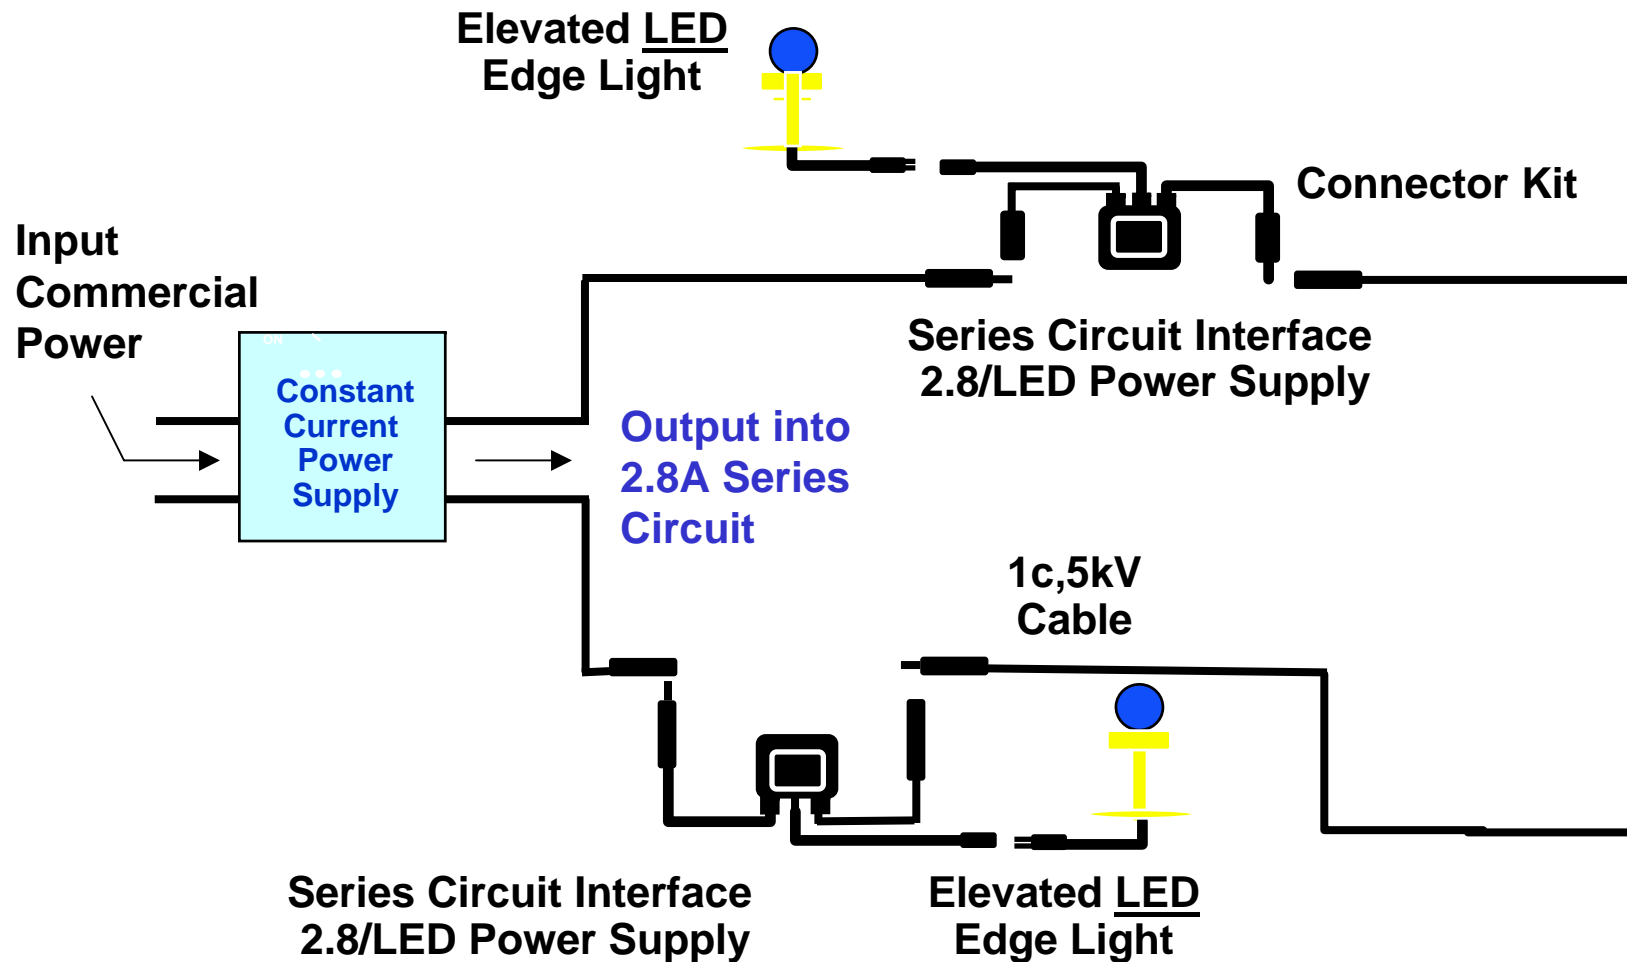 Elevated LED
Edge Light
Connector Kit
Input
Commercial
Power
Series Circuit Interface
2.8/LED Power Supply
ON
Constant
Current
Power
Supply
Output into
2.8A Series
Circuit
1c,5kV
Cable
Series Circuit Interface
2.8/LED Power Supply
Elevated LED
Edge Light